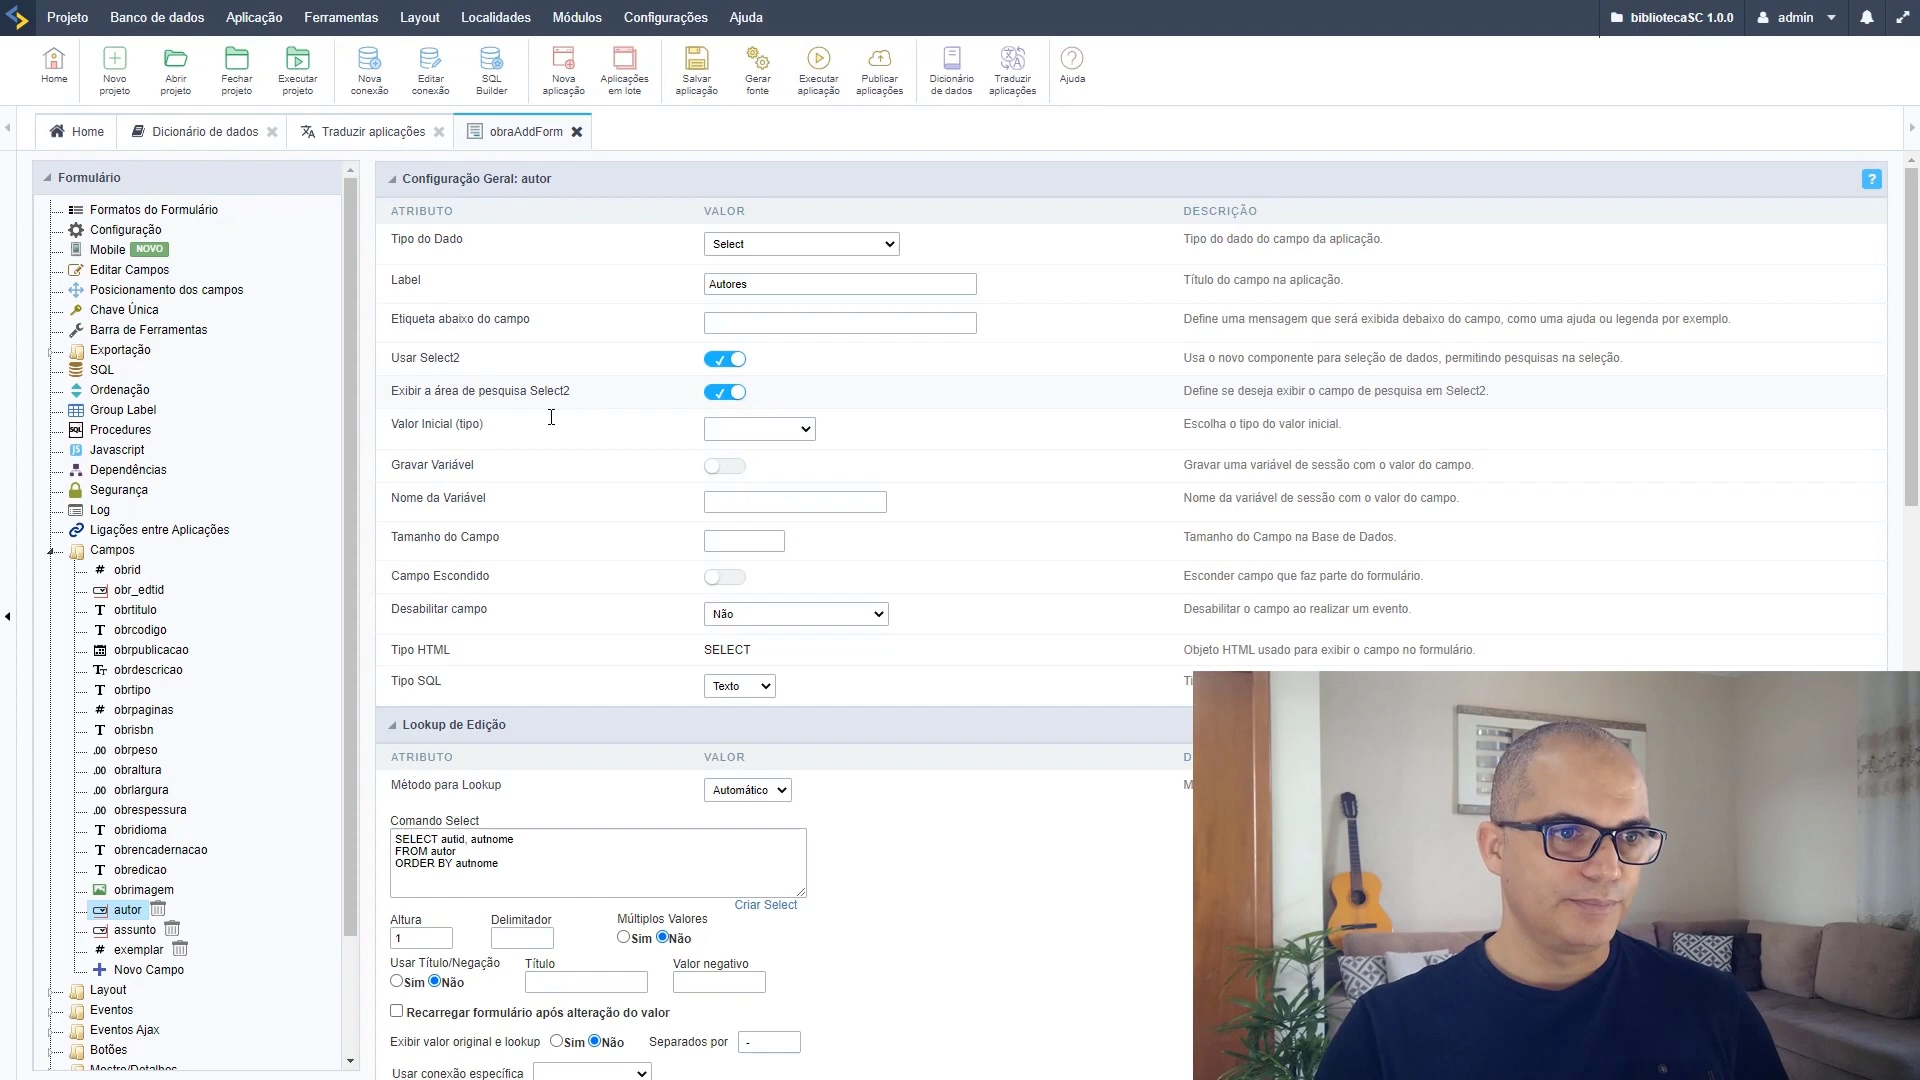 Projeto Banco de dados Aplicação Ferramentas Layout Localidades Módulos Configurações Ajuda
bibliotecaSC 1.0.0 admin
Home
Novo projeto
Abrir projeto
Fechar projeto
Executar projeto
Nova conexão
Editar conexão
SQL Builder
Nova aplicação
Aplicações em lote
Salvar aplicação
Gerar fonte
Executar aplicação
Publicar aplicações
Dicionário de dados
Traduzir aplicações
Ajuda
Home Dicionário de dados Traduzir aplicações obraAddForm
Formulário
Formatos do Formulário
Configuração
Mobile NOVO
Editar Campos
Posicionamento dos campos
Chave Única
Barra de Ferramentas
Exportação
SQL
Ordenação
Group Label
Procedures
Javascript
Dependências
Segurança
Log
Ligações entre Aplicações
Campos
obrid
obr_edtid
obrtitulo
obrcodigo
obrpublicacao
obrdescricao
obrtipo
obrpaginas
obrisbn
obrpeso
obraltura
obrlargura
obrespessura
obridioma
obrencadernacao
obredicao
obrimagem
autor
assunto
exemplar
Novo Campo
Layout
Eventos
Eventos Ajax
Botões
Mestre/Detalhes
Configuração Geral: autor ?
ATRIBUTO VALOR DESCRIÇÃO
Tipo do Dado Select Tipo do dado do campo da aplicação.
Label Autores Título do campo na aplicação.
Etiqueta abaixo do campo Define uma mensagem que será exibida debaixo do campo, como uma ajuda ou legenda por exemplo.
Usar Select2 Usa o novo componente para seleção de dados, permitindo pesquisas na seleção.
Exibir a área de pesquisa Select2 Define se deseja exibir o campo de pesquisa em Select2.
Valor Inicial (tipo) Escolha o tipo do valor inicial.
Gravar Variável Gravar uma variável de sessão com o valor do campo.
Nome da Variável Nome da variável de sessão com o valor do campo.
Tamanho do Campo Tamanho do Campo na Base de Dados.
Campo Escondido Esconder campo que faz parte do formulário.
Desabilitar campo Não Desabilitar o campo ao realizar um evento.
Tipo HTML SELECT Objeto HTML usado para exibir o campo no formulário.
Tipo SQL Texto Ti
Lookup de Edição
ATRIBUTO VALOR D
Método para Lookup Automático M
Comando Select
SELECT autid, autnome
FROM autor
ORDER BY autnome
Criar Select
Altura Delimitador Múltiplos Valores
1 Sim Não
Usar Título/Negação Título Valor negativo
Sim Não
Recarregar formulário após alteração do valor
Exibir valor original e lookup Sim Não Separados por -
Usar conexão específica